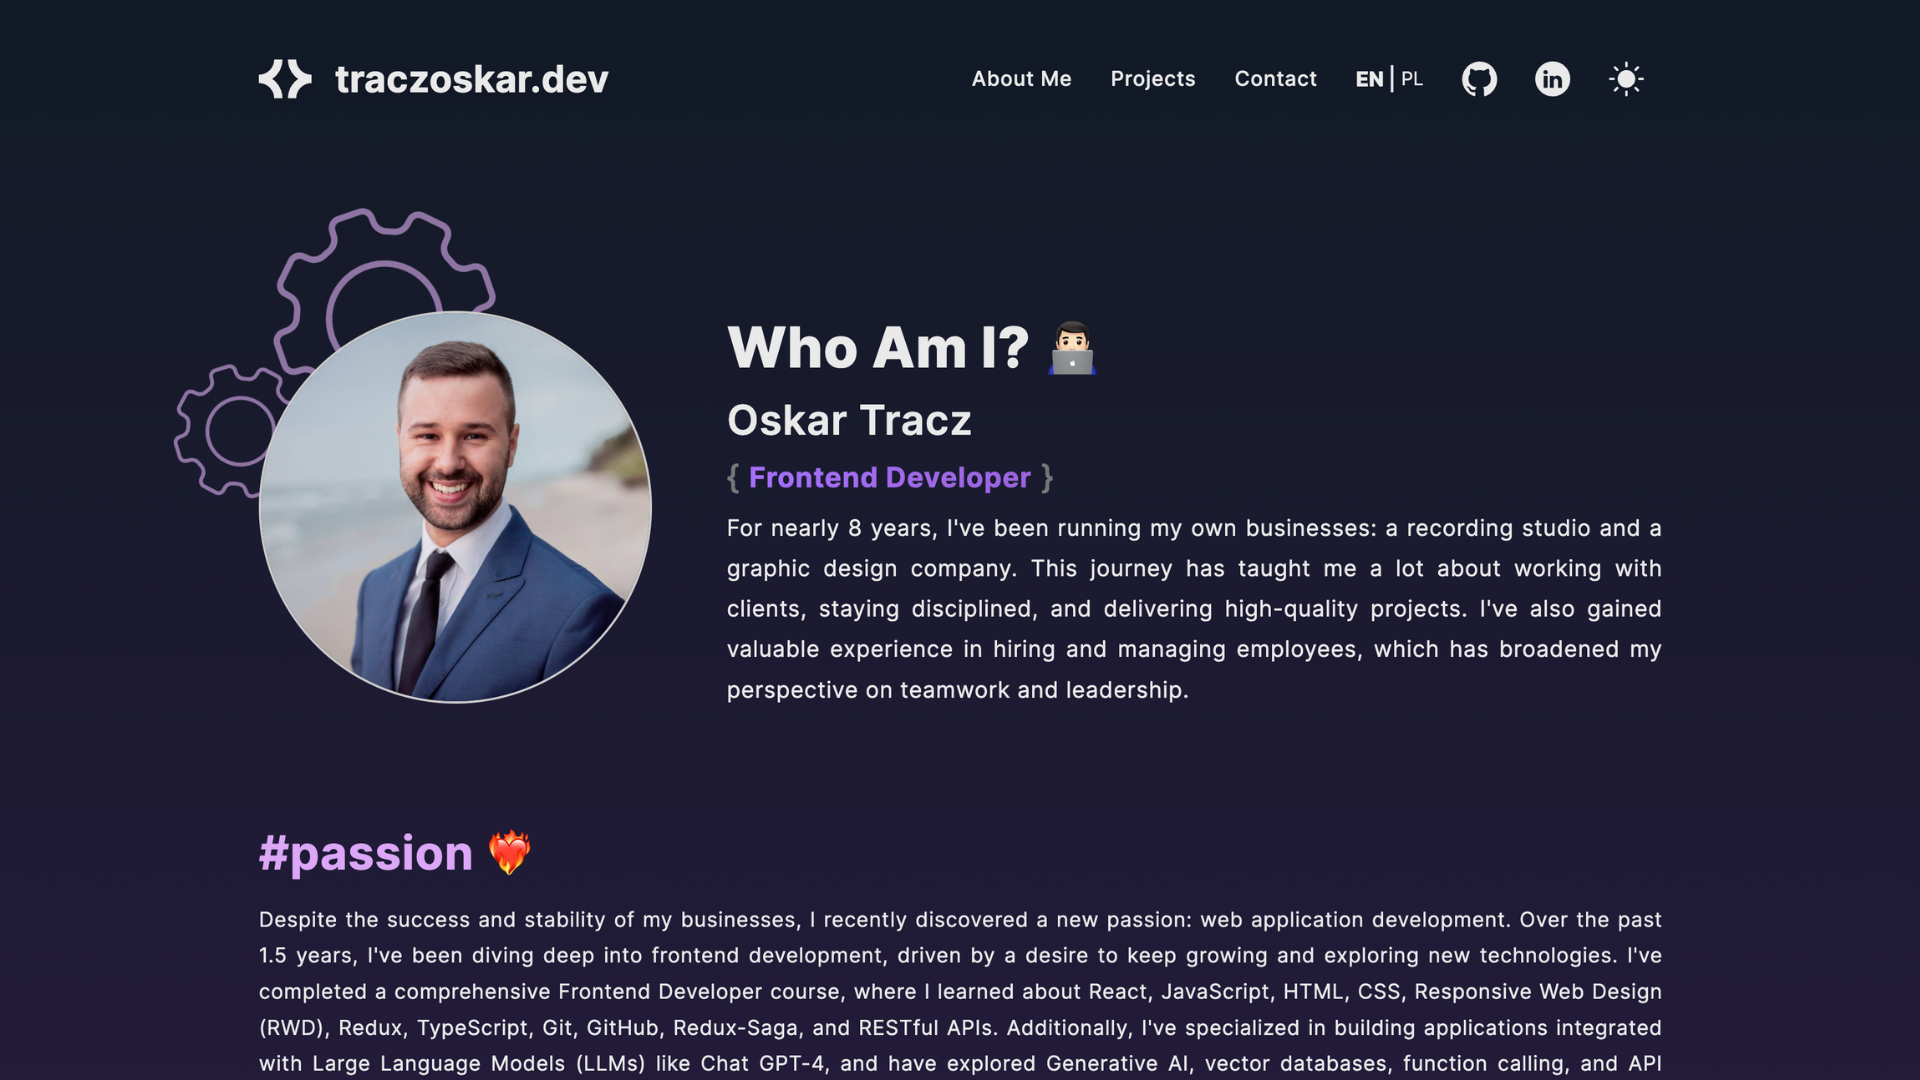 traczoskar.dev
About Me
Projects
Contact
EN | PL
in
Who Am I?
Oskar Tracz
{ Frontend Developer }
For nearly 8 years, I've been running my own businesses: a recording studio and a
graphic design company. This journey has taught me a lot about working with
clients, staying disciplined, and delivering high-quality projects. I've also gained
valuable experience in hiring and managing employees, which has broadened my
perspective on teamwork and leadership.
#passion
Despite the success and stability of my businesses, I recently discovered a new passion: web application development. Over the past
1.5 years, I've been diving deep into frontend development, driven by a desire to keep growing and exploring new technologies. I've
completed a comprehensive Frontend Developer course, where I learned about React, JavaScript, HTML, CSS, Responsive Web Design
(RWD), Redux, TypeScript, Git, GitHub, Redux-Saga, and RESTful APIs. Additionally, I've specialized in building applications integrated
with Large Language Models (LLMs) like Chat GPT-4, and have explored Generative AI, vector databases, function calling, and API